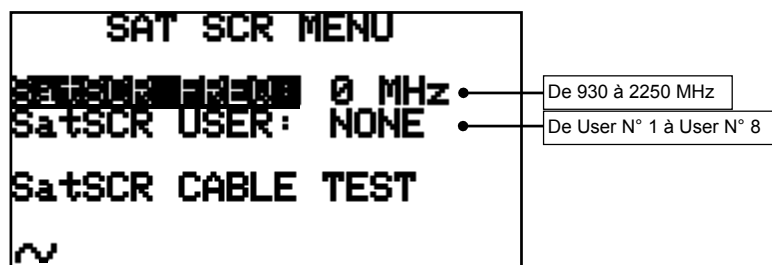 SAT SCR MENU
SatSCR FREQ: 0 MHz
De 930 à 2250 MHz
SatSCR USER: NONE
De User N° 1 à User N° 8
SatSCR CABLE TEST